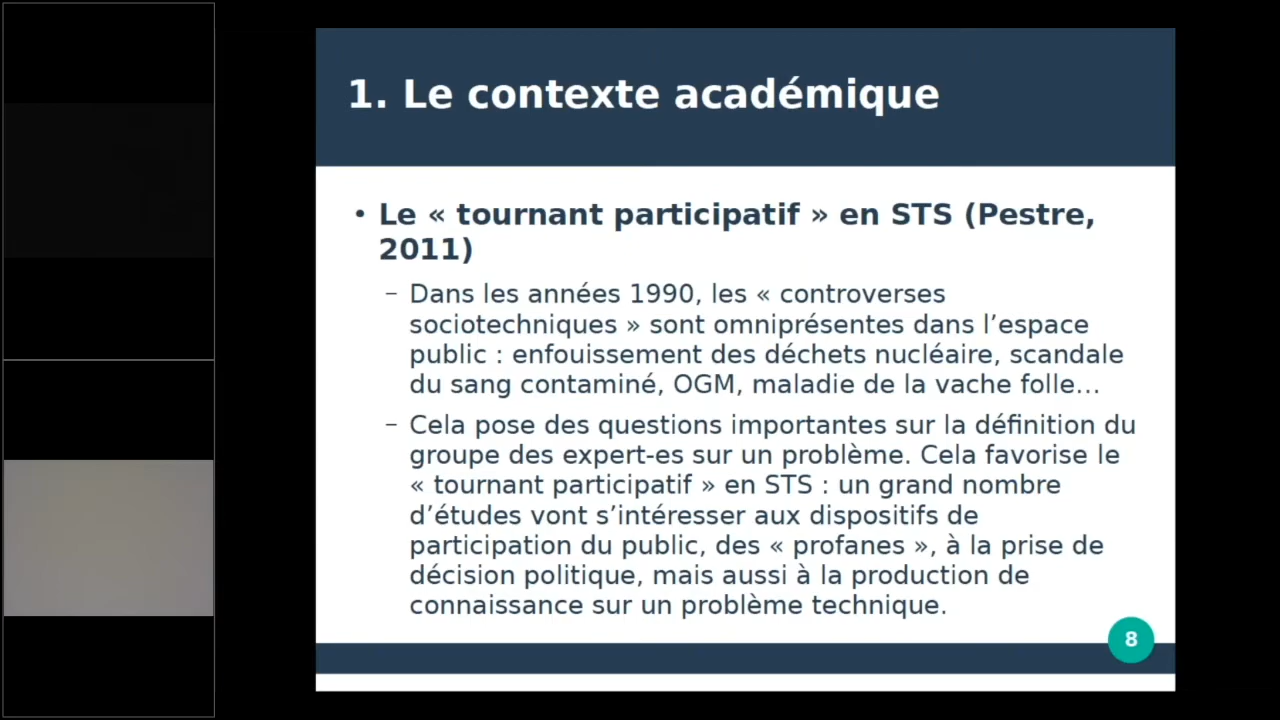 1. Le contexte académique
• Le « tournant participatif » en STS (Pestre,
2011)
– Dans les années 1990, les « controverses
sociotechniques » sont omniprésentes dans l’espace
public : enfouissement des déchets nucléaire, scandale
du sang contaminé, OGM, maladie de la vache folle…
– Cela pose des questions importantes sur la définition du
groupe des expert-es sur un problème. Cela favorise le
« tournant participatif » en STS : un grand nombre
d’études vont s’intéresser aux dispositifs de
participation du public, des « profanes », à la prise de
décision politique, mais aussi à la production de
connaissance sur un problème technique.
8